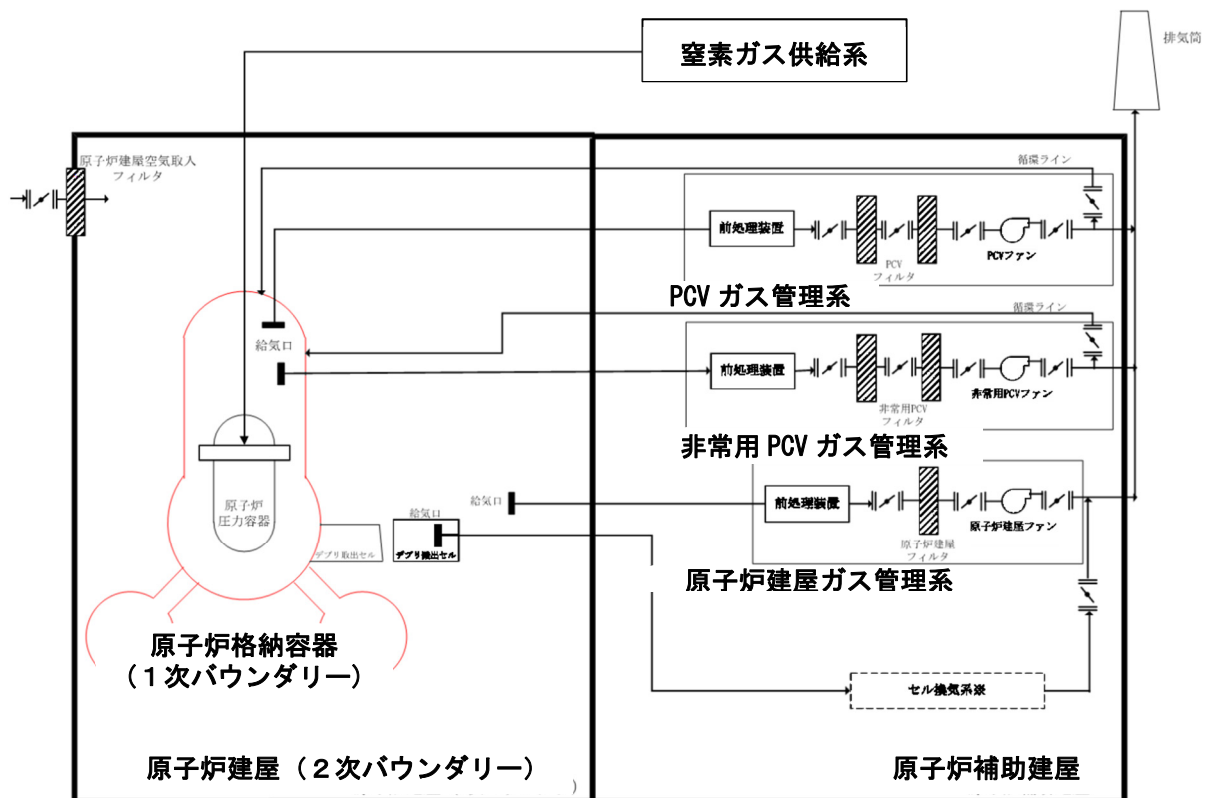 窒素ガス供給系
排気筒
原子炉建屋空気取入
フィルタ
循環ライン
前処理装置
PCV
フィルタ
PCVファン
PCV ガス管理系
給気口
循環ライン
前処理装置
非常用PCV
フィルタ
非常用PCVファン
非常用 PCV ガス管理系
原子炉
圧力容器
給気口
前処理装置
原子炉建屋
フィルタ
原子炉建屋ファン
原子炉建屋ガス管理系
給気口
デブリ取出セル
デブリ搬出セル
原子炉格納容器
(1次バウンダリー)
セル換気系※
原子炉建屋(2次バウンダリー)
原子炉補助建屋